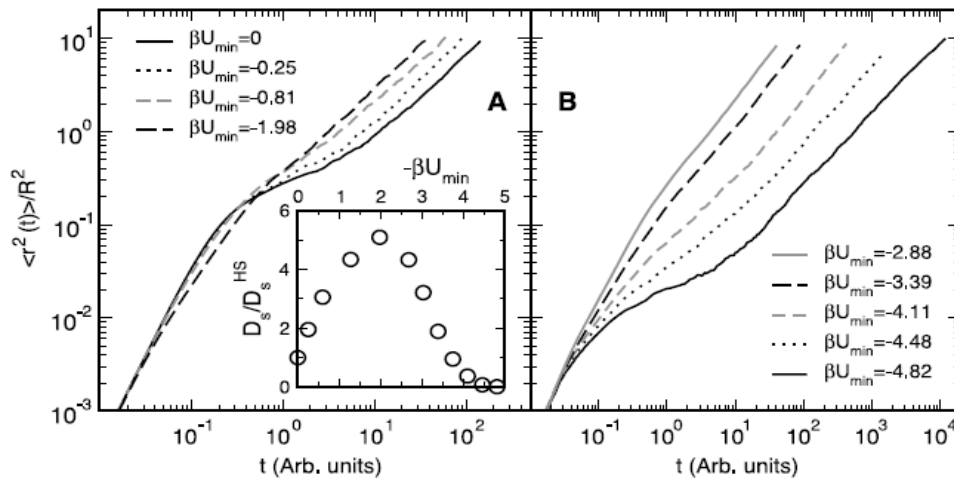 10^1
10^0
10^-1
10^-2
10^-3
<r^2(t)>/R^2
βU_min=0
βU_min=-0.25
βU_min=-0.81
βU_min=-1.98
A
-βU_min
0 1 2 3 4 5
6
4
2
0
D_s/D_s^HS
10^-1 10^0 10^1 10^2
t (Arb. units)
B
βU_min=-2.88
βU_min=-3.39
βU_min=-4.11
βU_min=-4.48
βU_min=-4.82
10^-1 10^0 10^1 10^2 10^3 10^4
t (Arb. units)